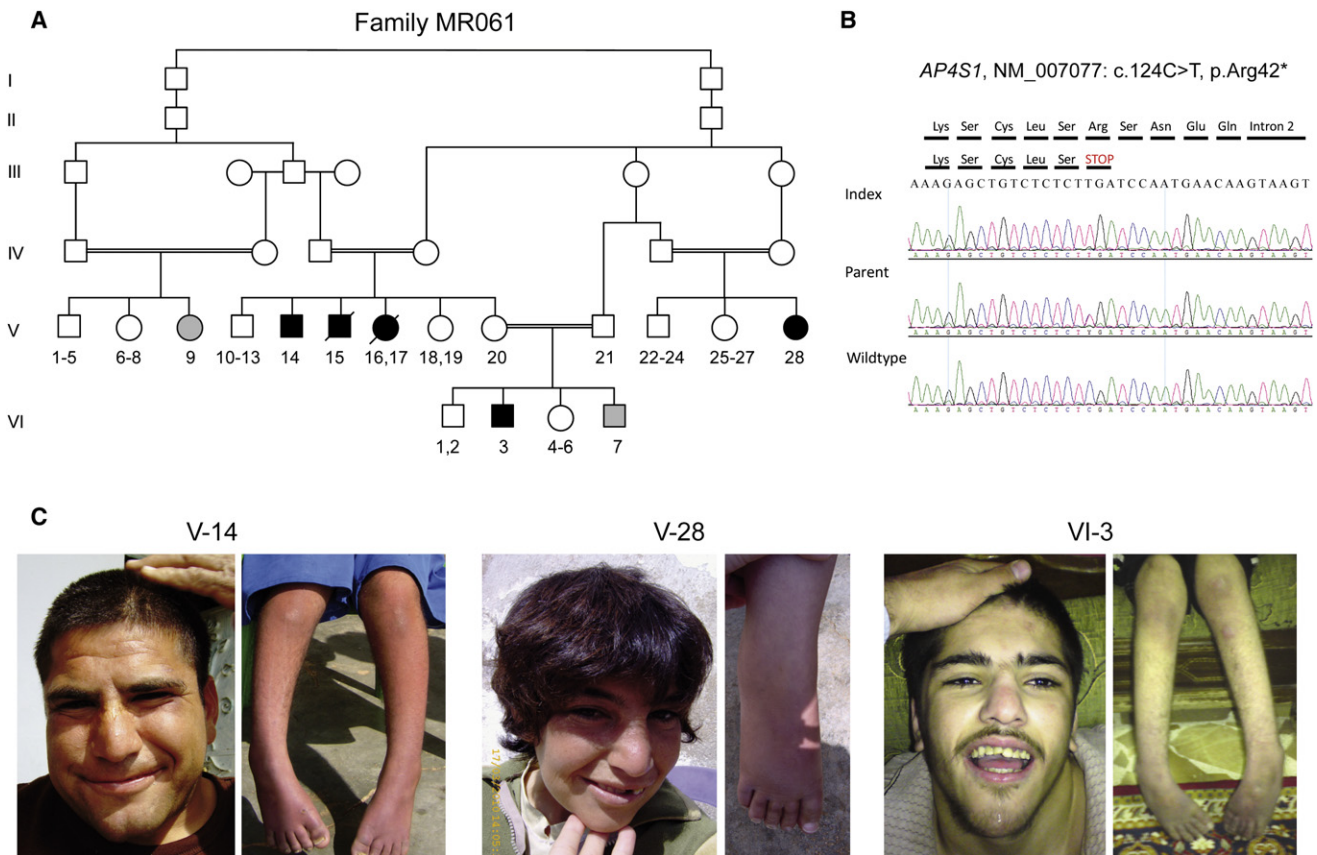 A
Family MR061
I
II
III
IV
V
1-5 6-8 9 10-13 14 15 16,17 18,19 20 21 22-24 25-27 28
VI
1,2 3 4-6 7
B
AP4S1, NM_007077: c.124C>T, p.Arg42*
Lys Ser Cys Leu Ser Arg Ser Asn Glu Gln Intron 2
Lys Ser Cys Leu Ser STOP
AAAGAGCTGTCTCTCTTGATCCAATGAACAAGTAAGT
Index
AAAGAGCTGTCTCTCTTGATCCAATGAACAAGTAAGT
Parent
AAAGAGCTGTCTCTCTYGATCCAATGAACAAGTAAGT
Wildtype
AAAGAGCTGTCTCTCTCGATCCAATGAACAAGTAAGT
C
V-14
V-28
VI-3